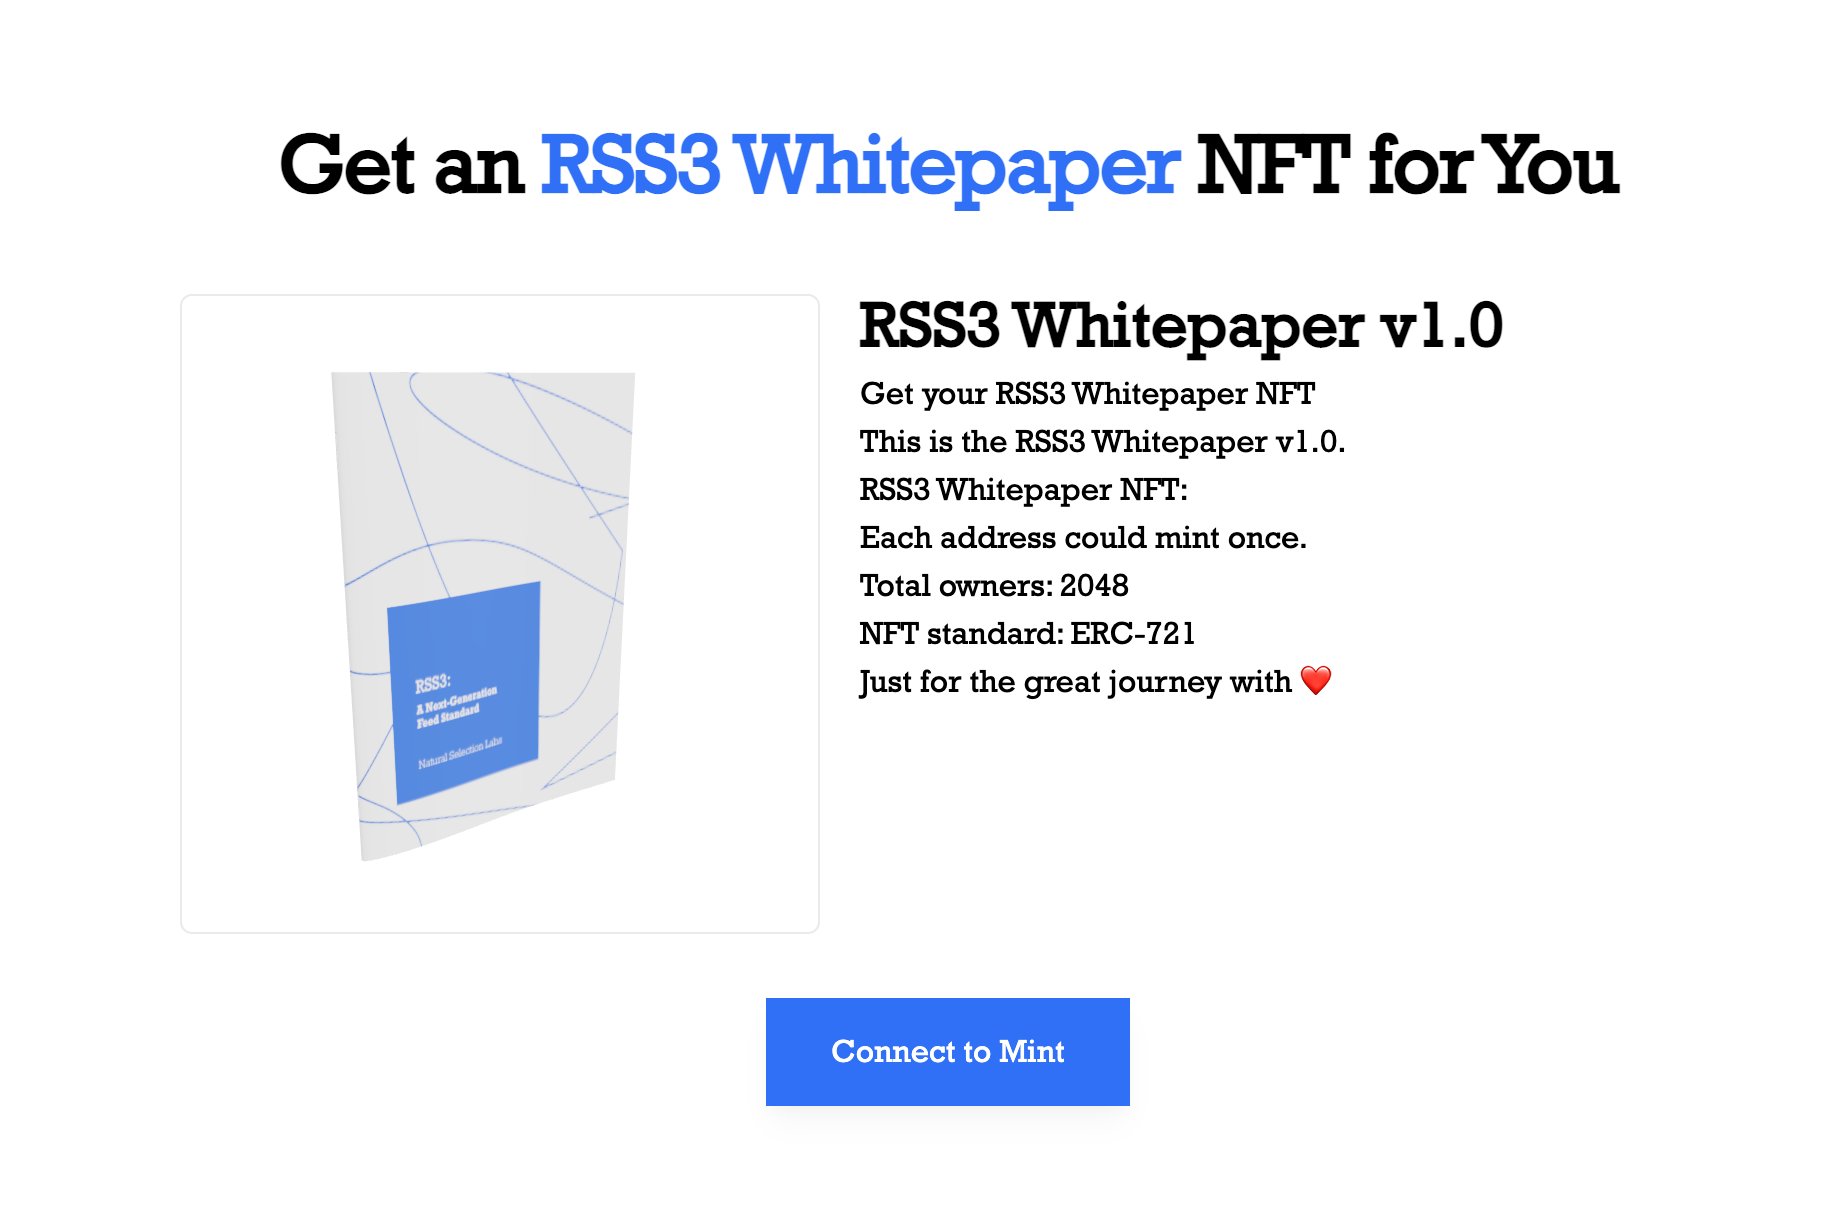 Get an RSS3 Whitepaper NFT for You
RSS3 Whitepaper v1.0
Get your RSS3 Whitepaper NFT
This is the RSS3 Whitepaper v1.0.
RSS3 Whitepaper NFT:
Each address could mint once.
Total owners: 2048
NFT standard: ERC-721
Just for the great journey with ❤️
RSS3:
A Next-Generation
Feed Standard
Natural Selection Labs
Connect to Mint